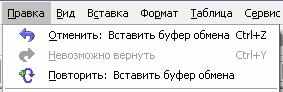 Правка Вид Вставка Формат Таблица Сервис
Отменить: Вставить буфер обмена Ctrl+Z
Невозможно вернуть Ctrl+Y
Повторить: Вставить буфер обмена